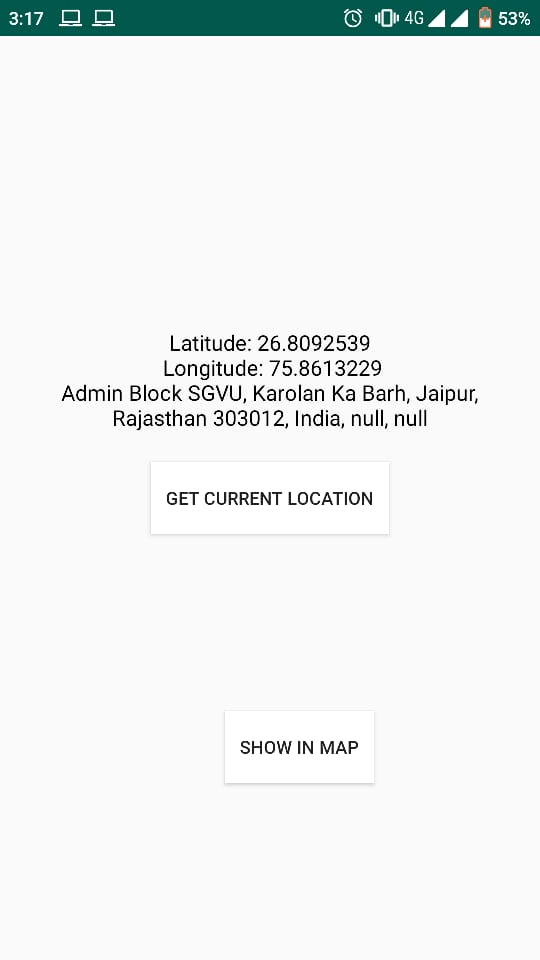 3:17 4G 53%
Latitude: 26.8092539
Longitude: 75.8613229
Admin Block SGVU, Karolan Ka Barh, Jaipur,
Rajasthan 303012, India, null, null
GET CURRENT LOCATION
SHOW IN MAP